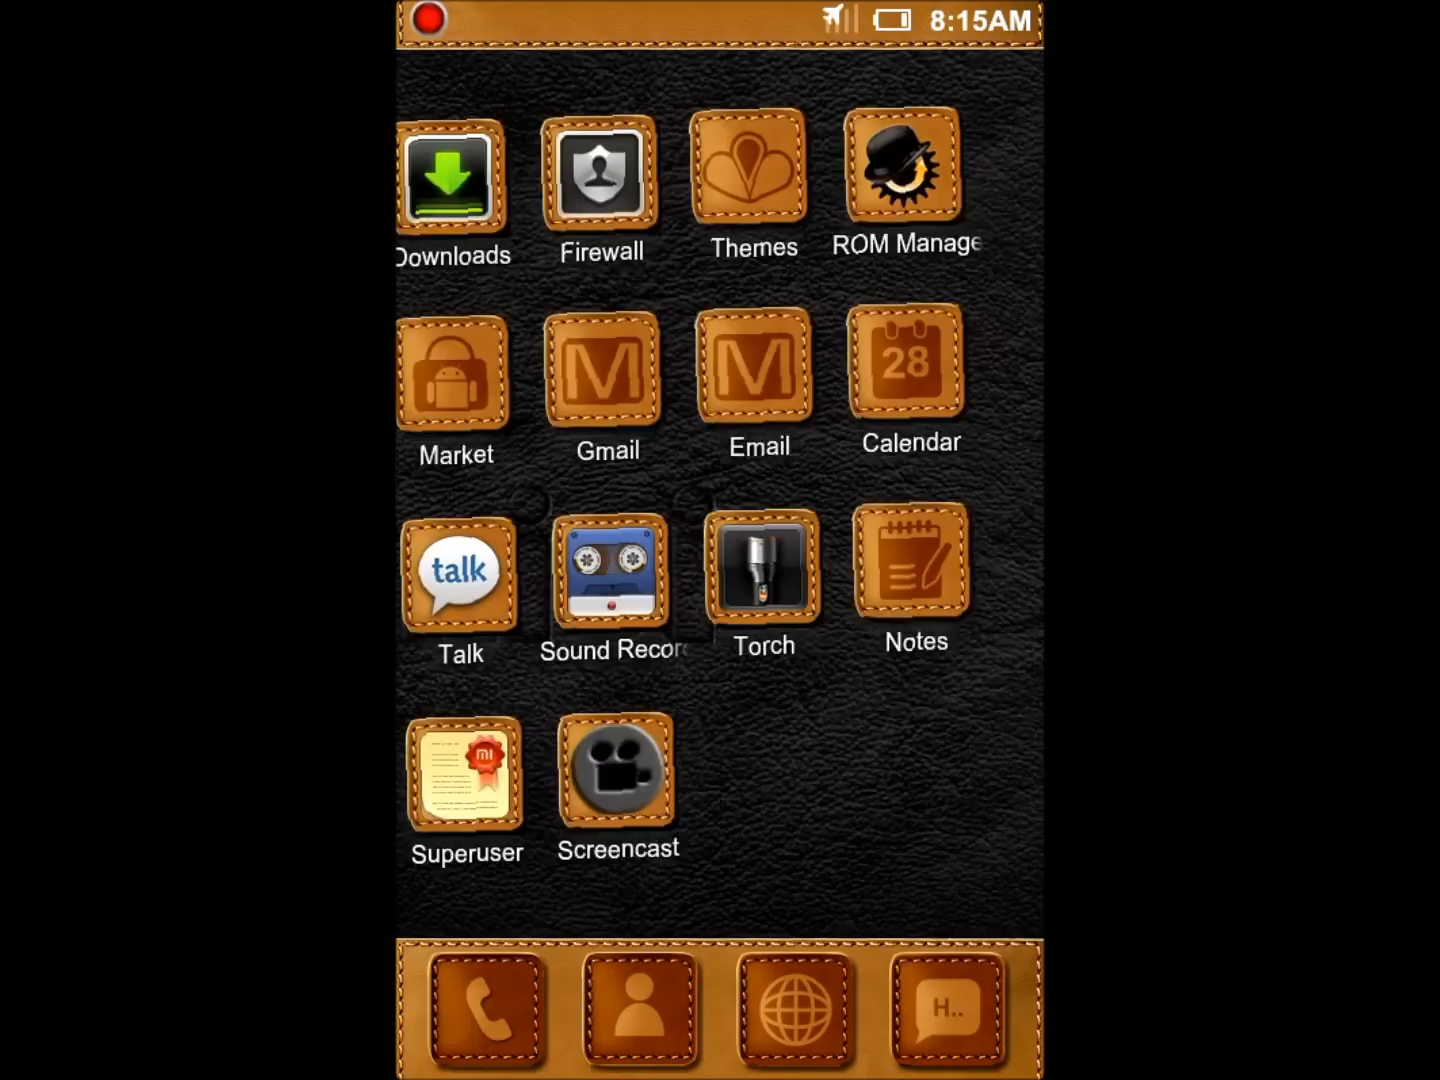 8:15AM
Downloads Firewall Themes ROM Manage
Market Gmail Email 28 Calendar
talk
Talk Sound Recor Torch Notes
MI
Superuser Screencast
H..